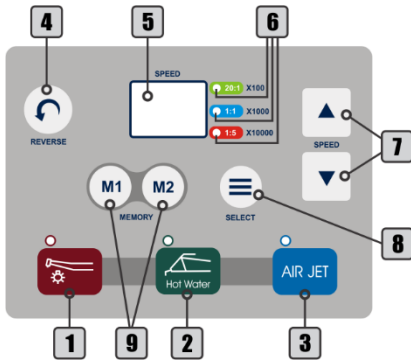 4
5
6
SPEED
20:1 X100
1:1 X1000
1:5 X10000
REVERSE
SPEED
7
M1
M2
MEMORY
SELECT
8
Hot Water
AIR JET
1
9
2
3